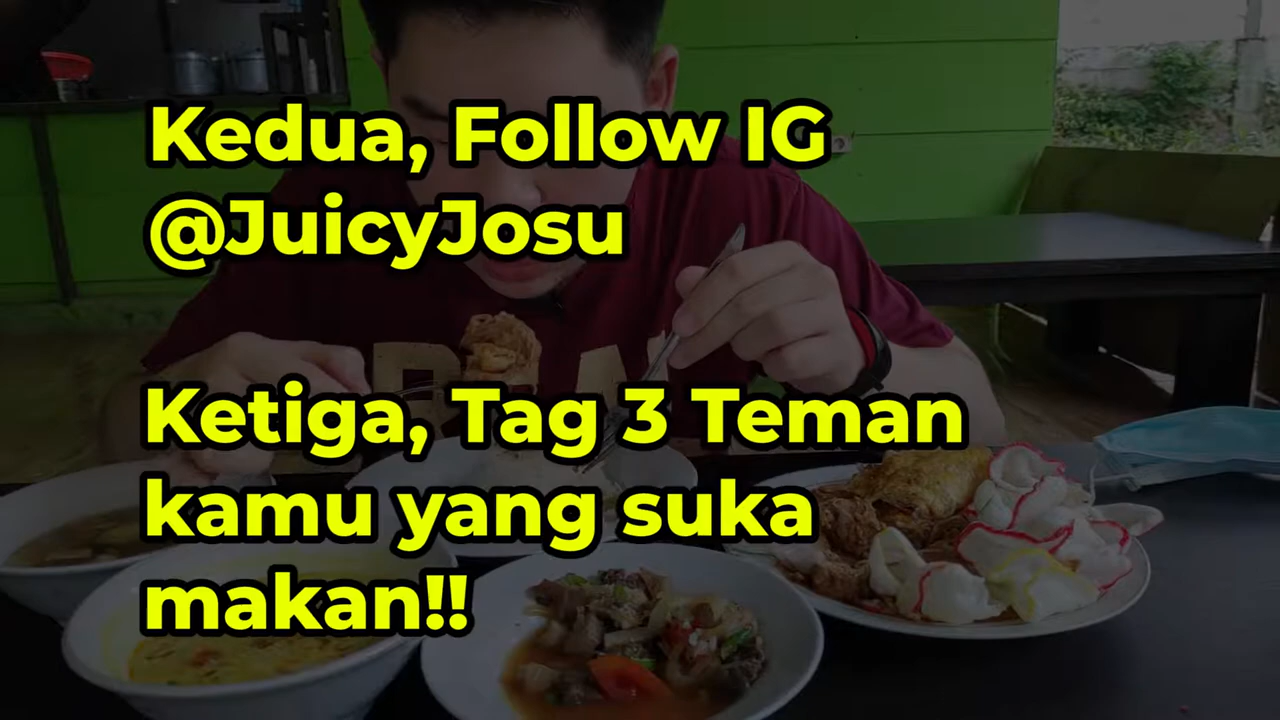 Kedua, Follow IG
@JuicyJosu
Ketiga, Tag 3 Teman
kamu yang suka
makan!!